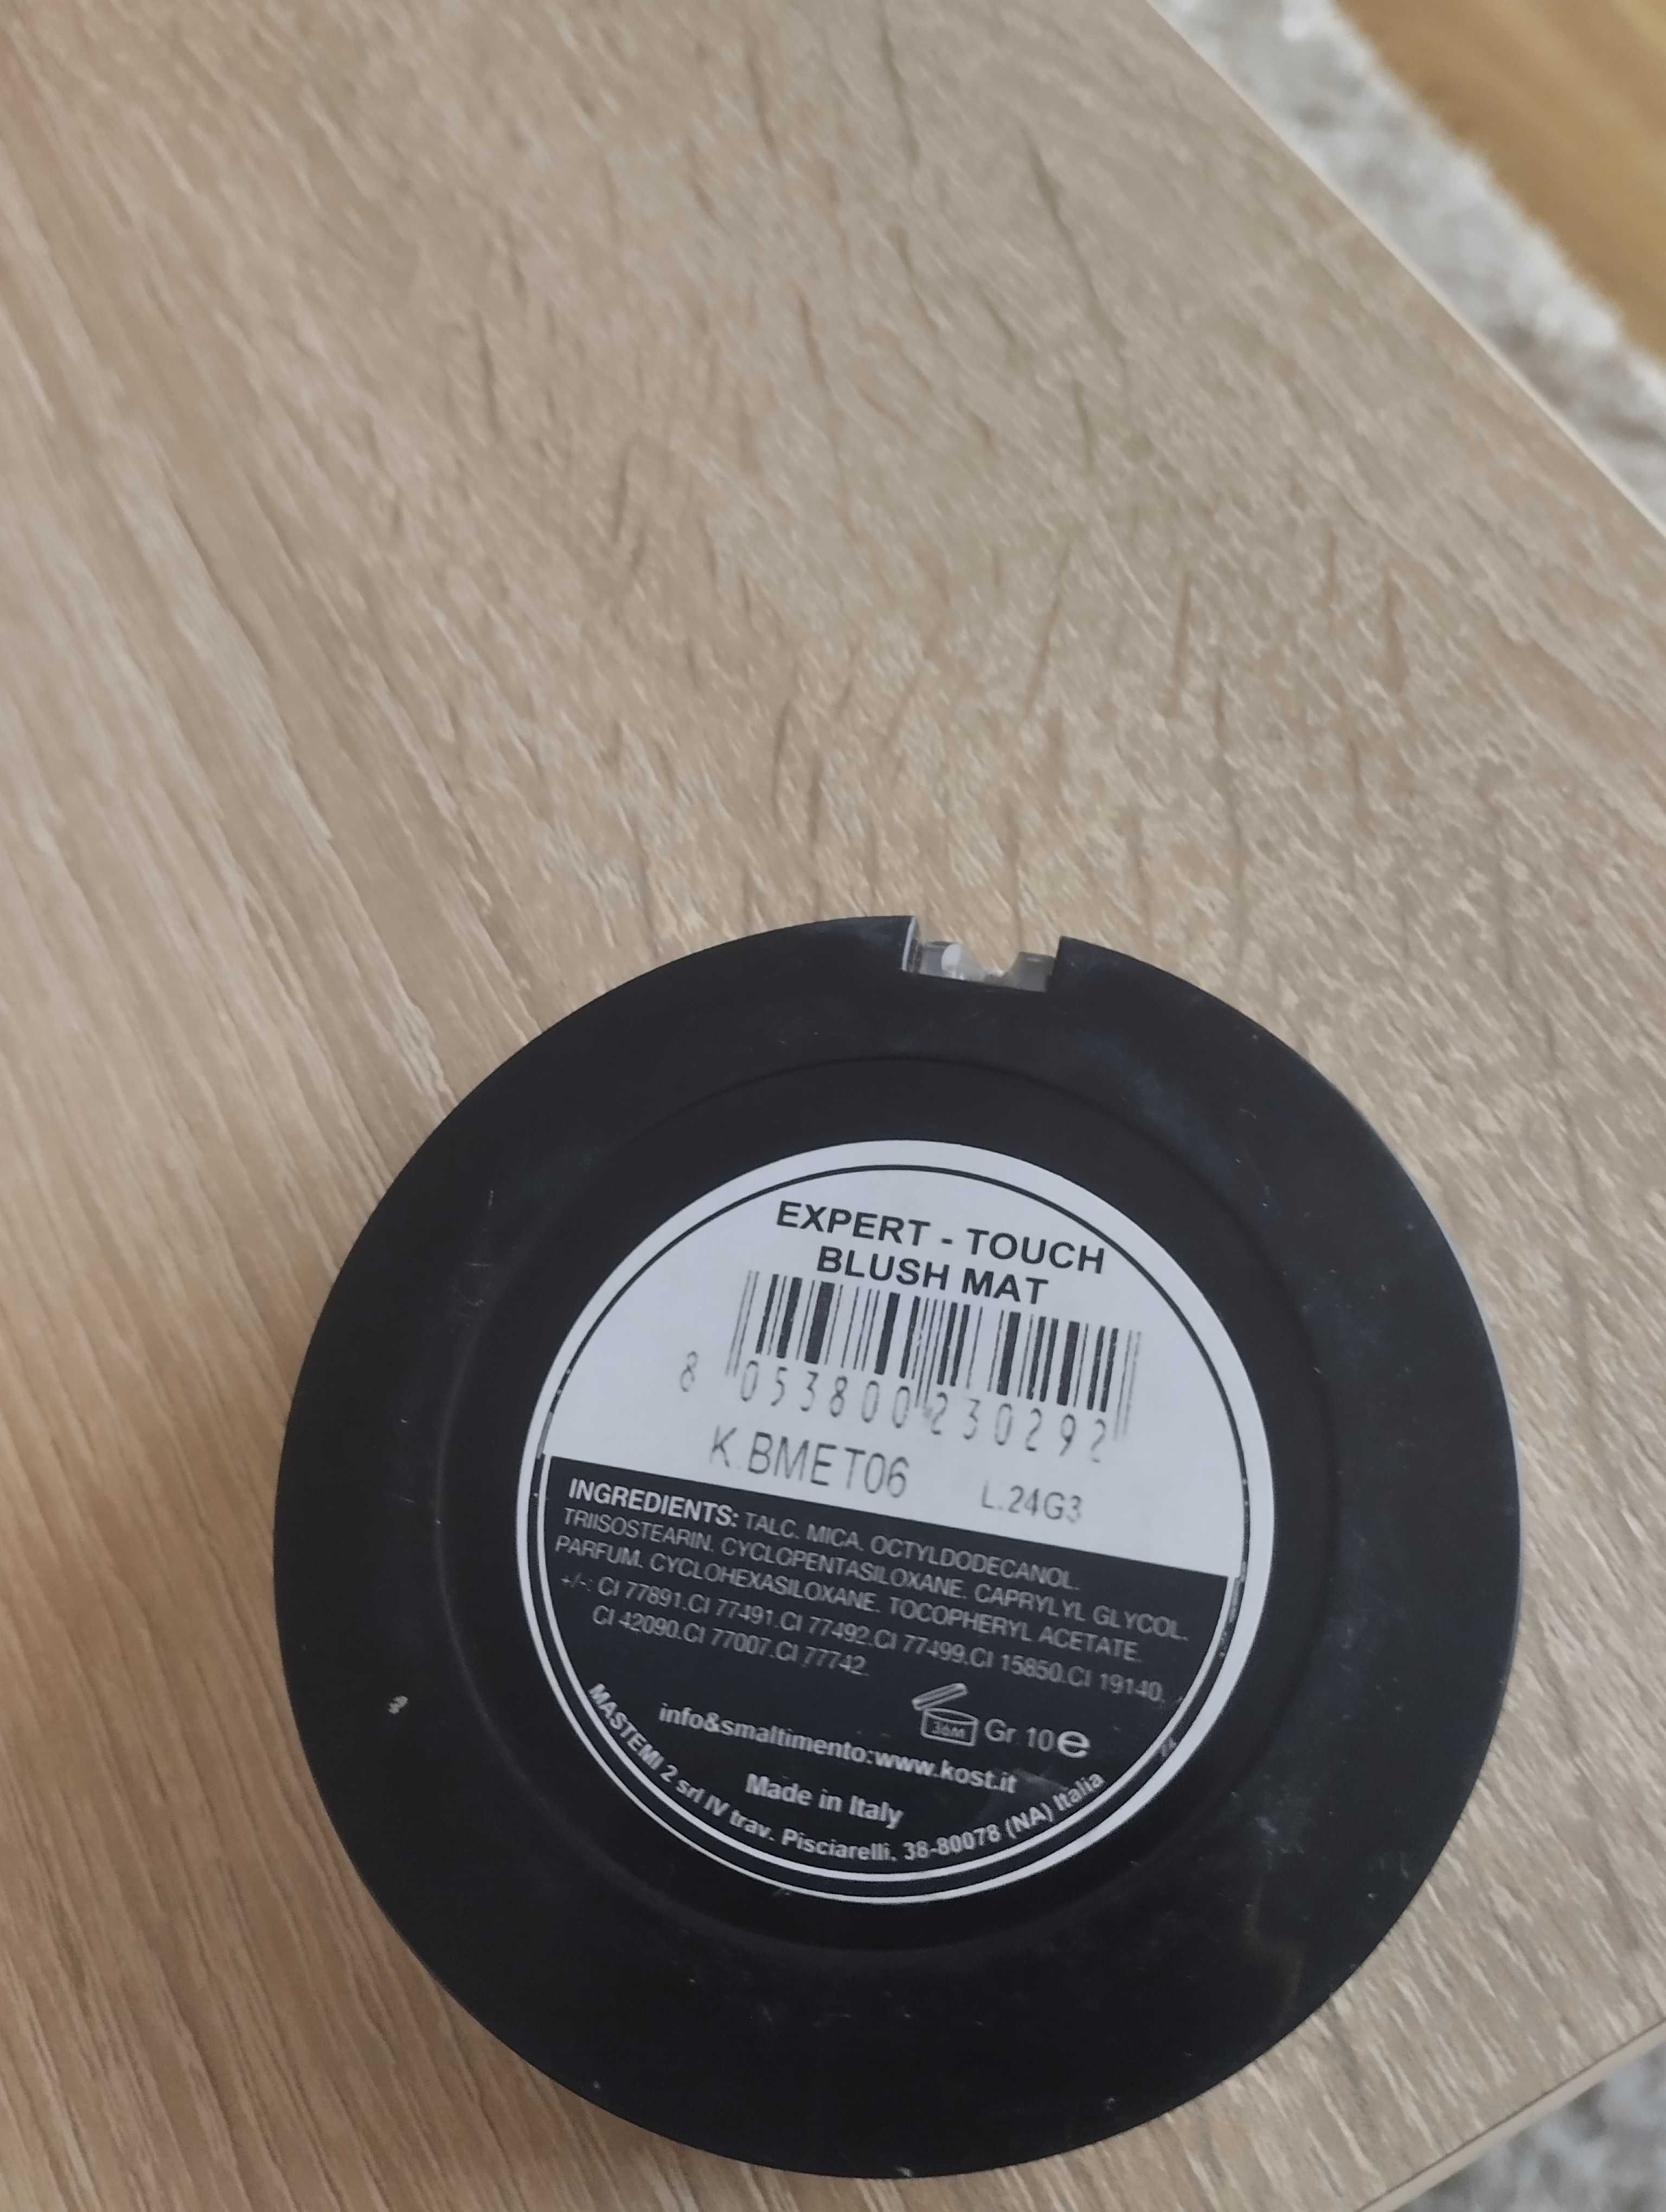 EXPERT - TOUCH
BLUSH MAT
8 053800 230292
K.BMET06 L.24G3
INGREDIENTS: TALC. MICA. OCTYLDODECANOL.
TRIISOSTEARIN. CYCLOPENTASILOXANE. CAPRYLYL GLYCOL.
PARFUM. CYCLOHEXASILOXANE. TOCOPHERYL ACETATE.
+/-: CI 77891.CI 77491.CI 77492.CI 77499.CI 15850.CI 19140.
CI 42090.CI 77007.CI 77742.
36M Gr 10 e
info&smaltimento:www.kost.it
Made in Italy
MASTEMI 2 srl IV trav. Pisciarelli, 38-80078 (NA) Italia